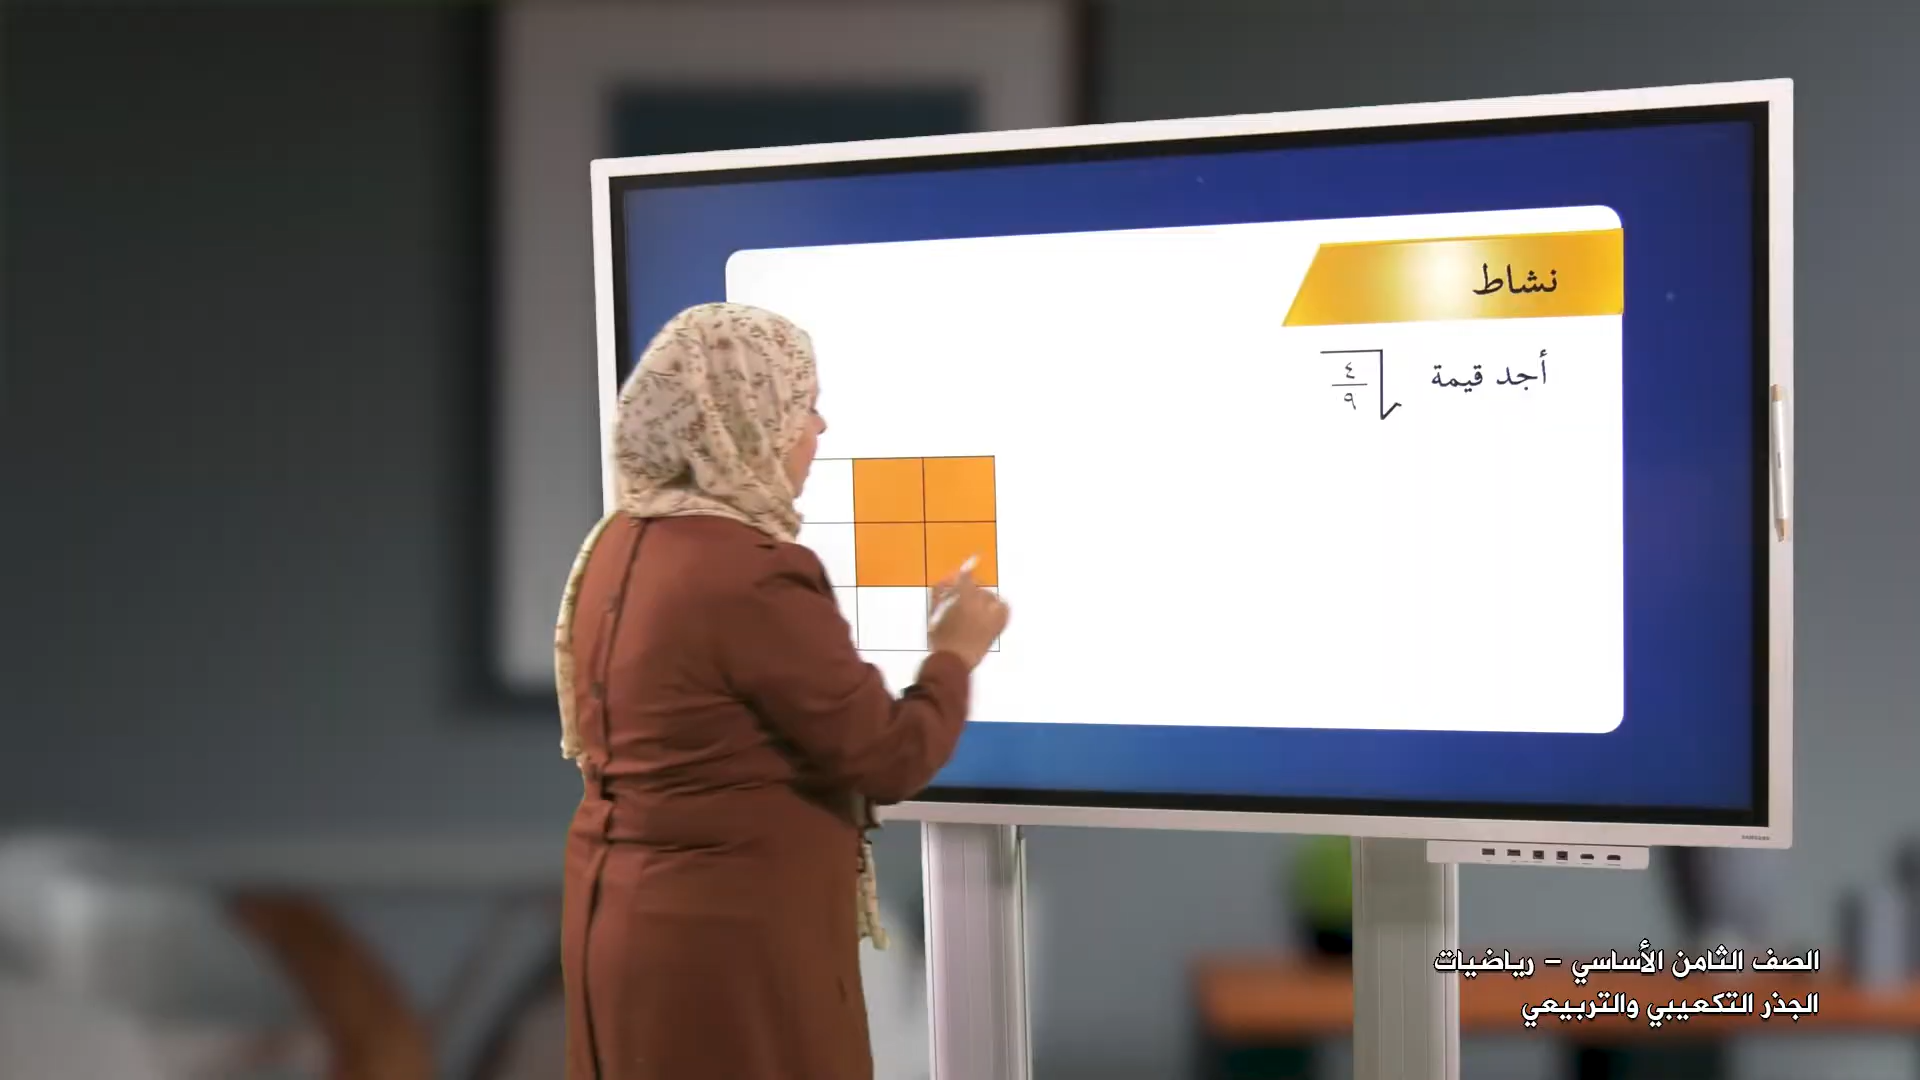 نشاط
أجد قيمة √٤/٩
الصف الثامن الأساسي – رياضيات
الجذر التكعيبي والتربيعي